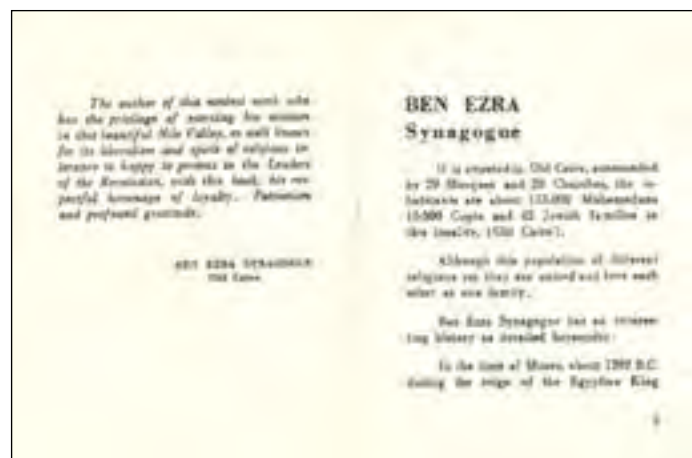 The author of this modest work who
has the privilege of exerting his mission
in this beautiful Nile Valley, so well known
for its liberalism and spirit of religious to-
lerance is happy to present to the Leaders
of the Revolution, with this book, his res-
pectful homage of loyalty. Patriotism
and profound gratitude.
BEN EZRA SYNAGOGUE
Old Cairo
BEN EZRA
Synagogue
It is situated in Old Cairo, surrounded
by 29 Mosques and 20 Churches, the in-
habitants are about Mohamedans
10.000 Copts and 42 Jewish families in
this locality, (Old Cairo).
Although this population of different
religions yet they are united and love each
other as one family.
Ben Ezra Synagogue has an interes-
ting history as detailed hereunder:
In the time of Moses, about B.C.
during the reign of the Egyptian King